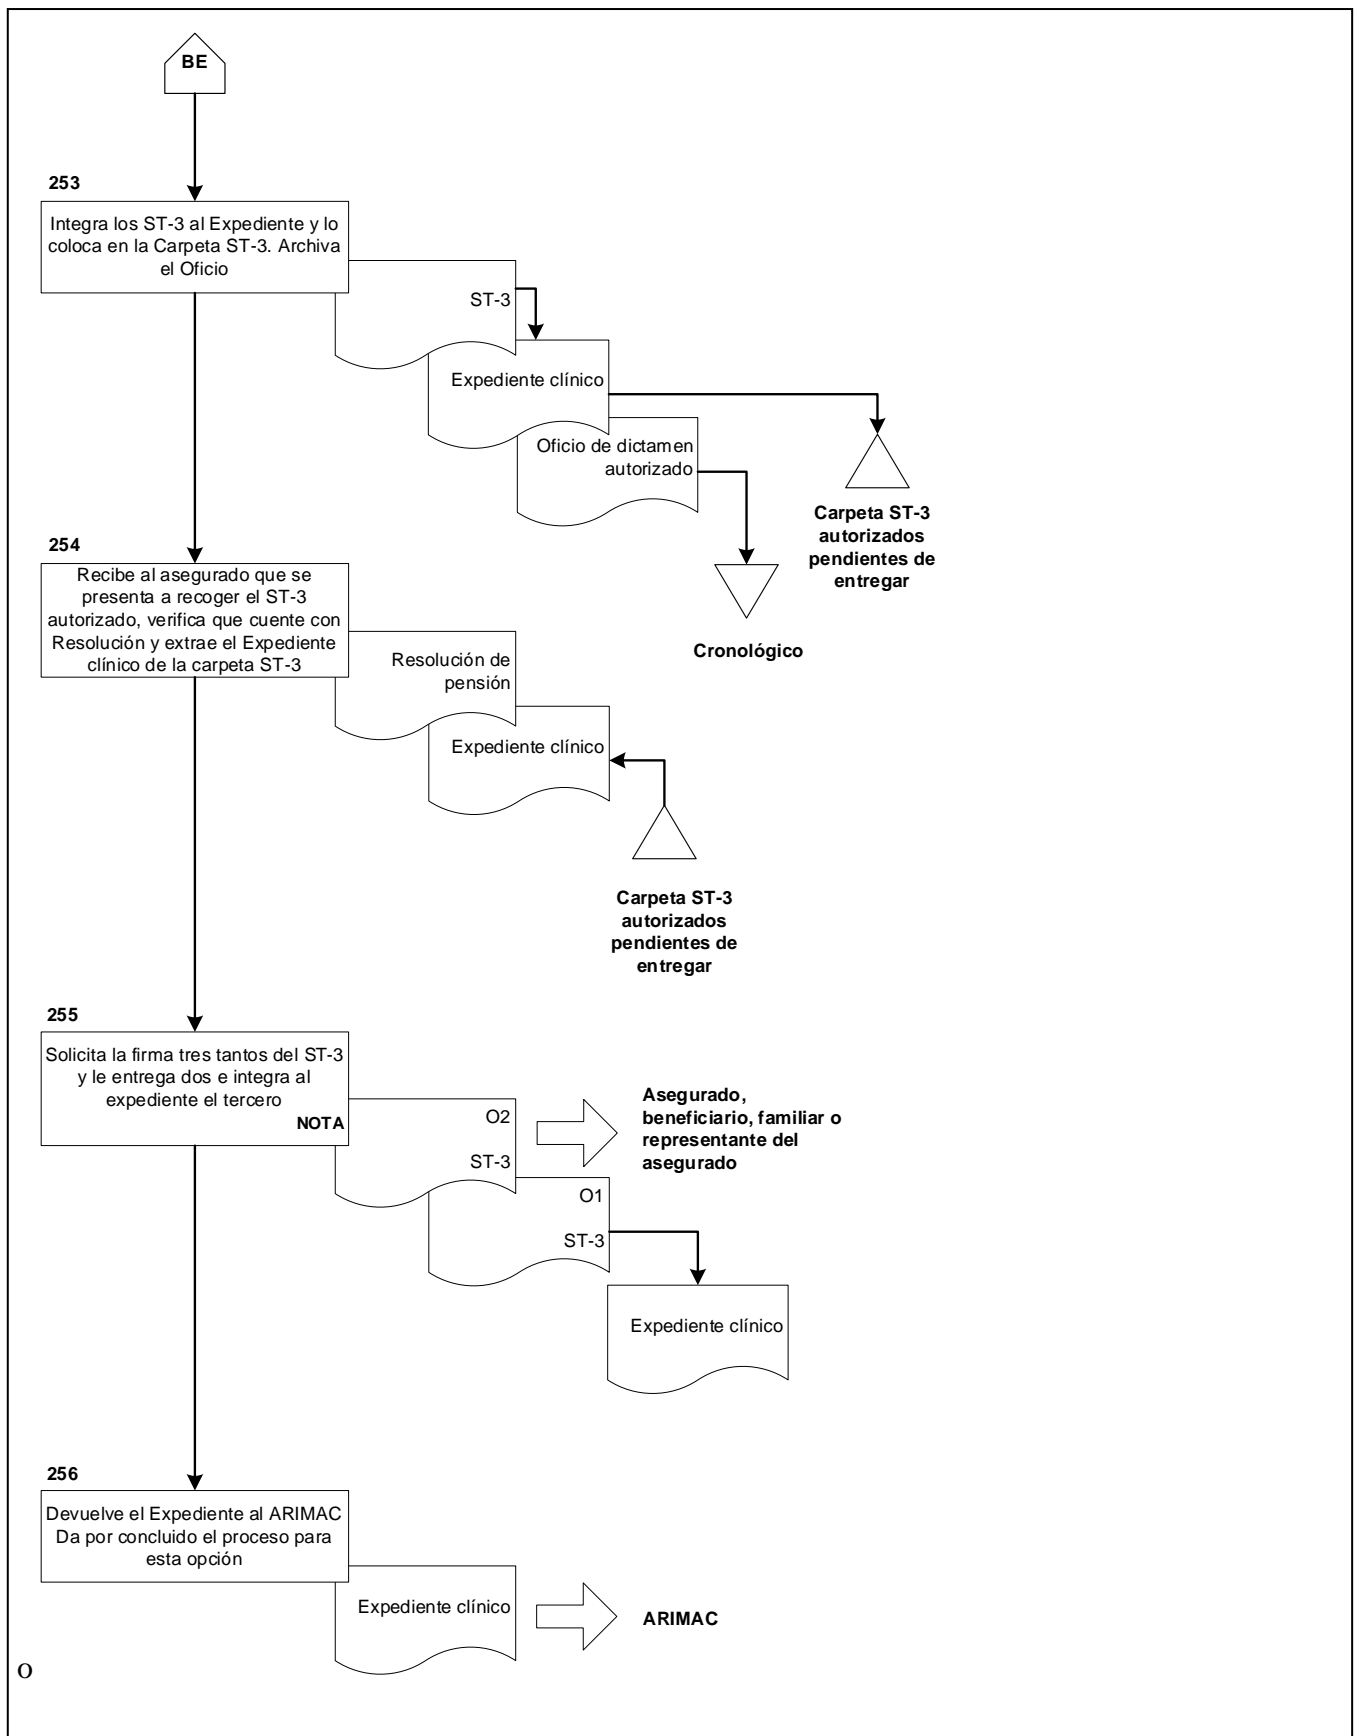 BE
253
Integra los ST-3 al Expediente y lo
coloca en la Carpeta ST-3. Archiva
el Oficio
ST-3
Expediente clínico
Oficio de dictamen
autorizado
Carpeta ST-3
autorizados
pendientes de
entregar
Cronológico
254
Recibe al asegurado que se
presenta a recoger el ST-3
autorizado, verifica que cuente con
Resolución y extrae el Expediente
clínico de la carpeta ST-3
Resolución de
pensión
Expediente clínico
Carpeta ST-3
autorizados
pendientes de
entregar
255
Solicita la firma tres tantos del ST-3
y le entrega dos e integra al
expediente el tercero
NOTA
O2
ST-3
Asegurado,
beneficiario, familiar o
representante del
asegurado
O1
ST-3
Expediente clínico
256
Devuelve el Expediente al ARIMAC
Da por concluido el proceso para
esta opción
Expediente clínico
ARIMAC
O